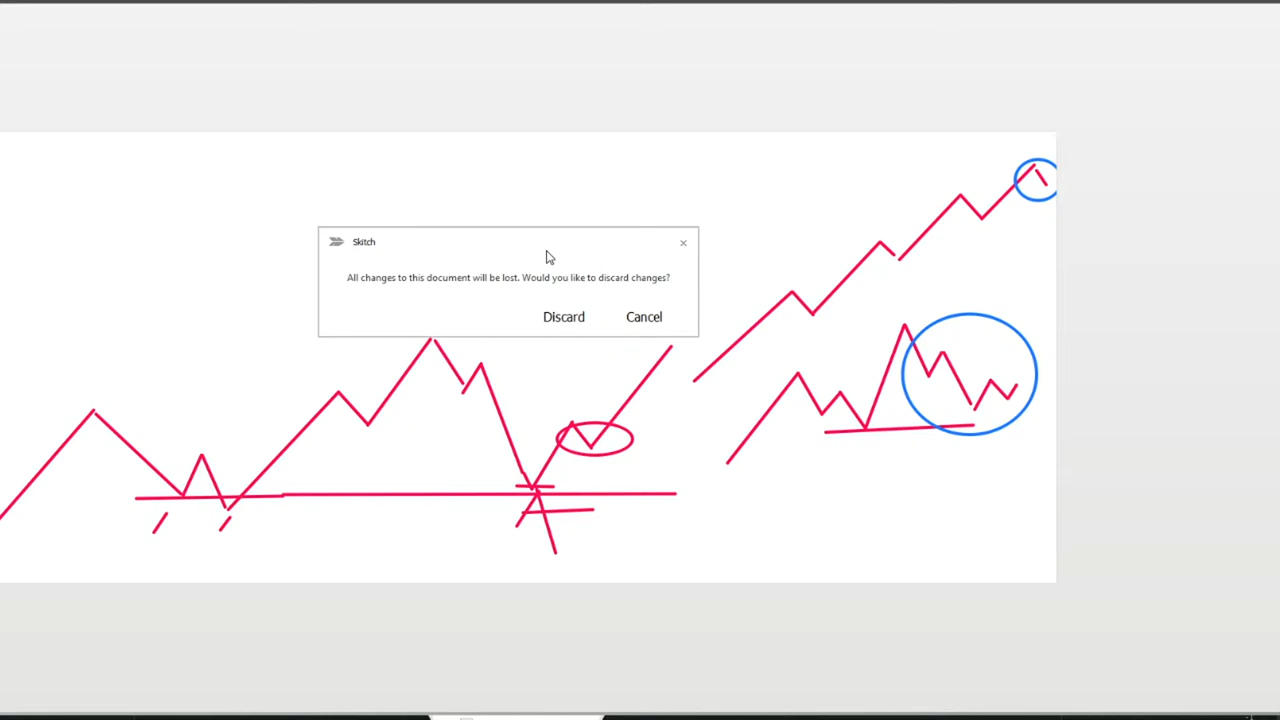 Skitch
All changes to this document will be lost. Would you like to discard changes?
Discard Cancel